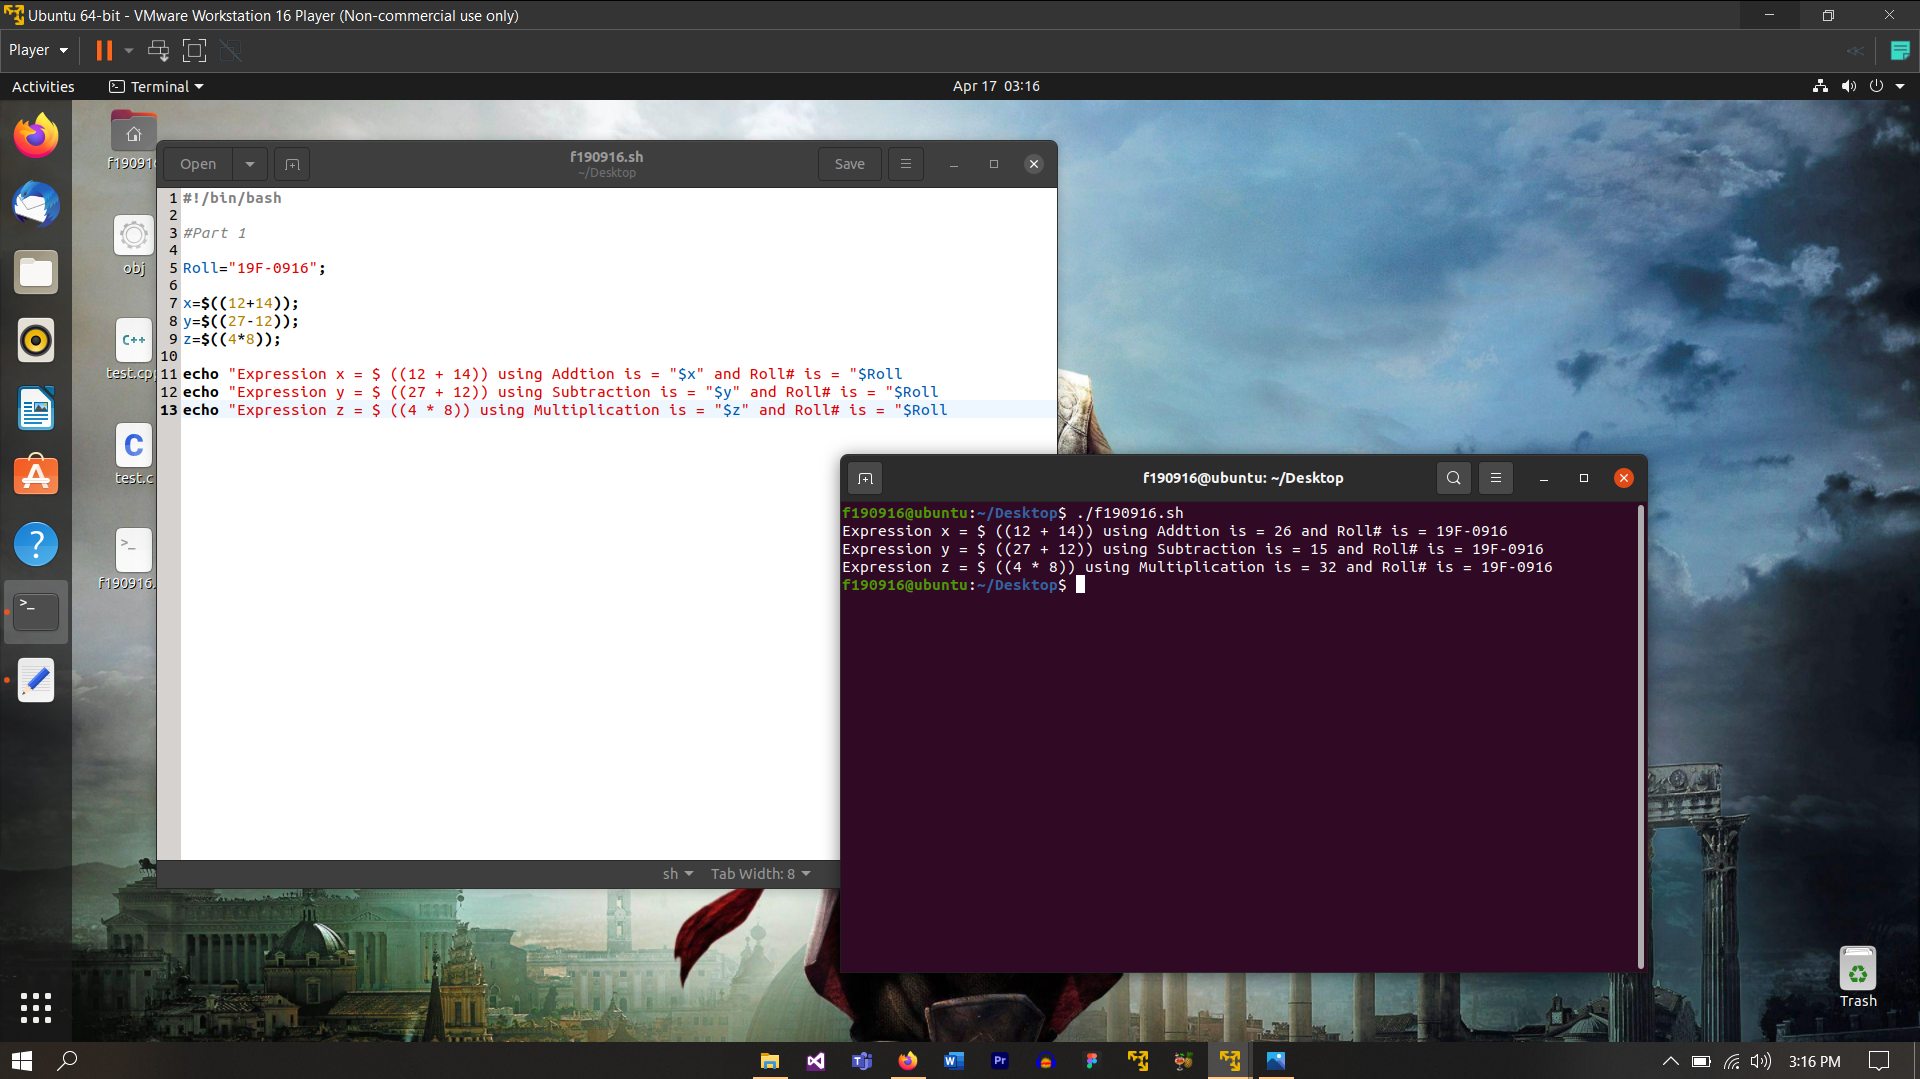 Ubuntu 64-bit - VMware Workstation 16 Player (Non-commercial use only)
Player
Activities
Terminal
Apr 17 03:16
f190916
obj
test.cpp
test.c
f190916.
Open
f190916.sh
~/Desktop
Save
1 #!/bin/bash
2
3 #Part 1
4
5 Roll="19F-0916";
6
7 x=$((12+14));
8 y=$((27-12));
9 z=$((4*8));
10
11 echo "Expression x = $ ((12 + 14)) using Addtion is = "$x" and Roll# is = "$Roll
12 echo "Expression y = $ ((27 + 12)) using Subtraction is = "$y" and Roll# is = "$Roll
13 echo "Expression z = $ ((4 * 8)) using Multiplication is = "$z" and Roll# is = "$Roll
sh
Tab Width: 8
f190916@ubuntu: ~/Desktop
f190916@ubuntu:~/Desktop$ ./f190916.sh
Expression x = $ ((12 + 14)) using Addtion is = 26 and Roll# is = 19F-0916
Expression y = $ ((27 + 12)) using Subtraction is = 15 and Roll# is = 19F-0916
Expression z = $ ((4 * 8)) using Multiplication is = 32 and Roll# is = 19F-0916
f190916@ubuntu:~/Desktop$
Trash
3:16 PM